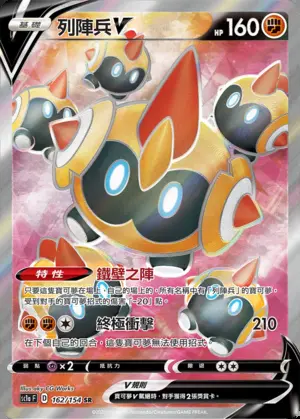 基礎 列陣兵V HP160
特性 鐵壁之陣
只要這隻寶可夢在場上，自己的場上的，所有名稱中有「列陣兵」的寶可夢，
受到對手的寶可夢招式的傷害「-20」點。
終極衝擊 210
在下個自己的回合，這隻寶可夢無法使用招式。
弱點 ×2 抵抗力 撤退
V規則
寶可夢V氣絕時，對手獲得2張獎賞卡。
sc1a F D 162/154 SR